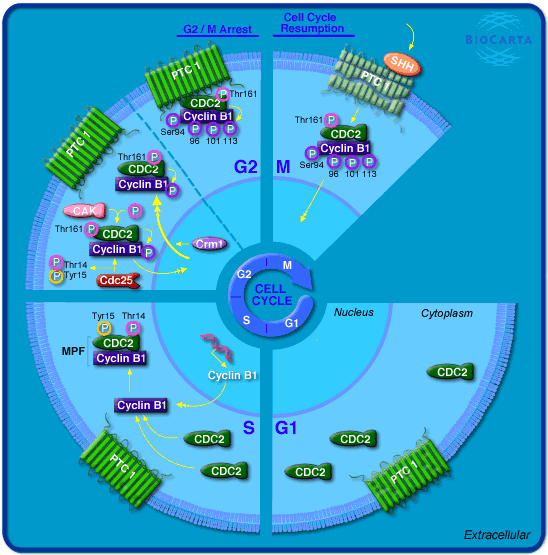 G2 / M Arrest
Cell Cycle
Resumption
BIOCARTA
PTC 1
P
Thr161
CDC2
Cyclin B1
Ser94
P P P P
96 101 113
G2
SHH
PTC 1
Thr161
P
CDC2
Cyclin B1
Ser94
P P P P
96 101 113
M
PTC 1
Thr161
P
CDC2
Cyclin B1
P
CAK
P
Thr161
P
CDC2
Cyclin B1
P
Thr14
P
Tyr15
P
Cdc25
Crm1
G2
M
CELL
CYCLE
S
G1
Nucleus
Cytoplasm
Tyr15
Thr14
P
P
MPF
CDC2
Cyclin B1
Cyclin B1
Cyclin B1
CDC2
CDC2
PTC 1
S
G1
CDC2
CDC2
CDC2
PTC 1
Extracellular